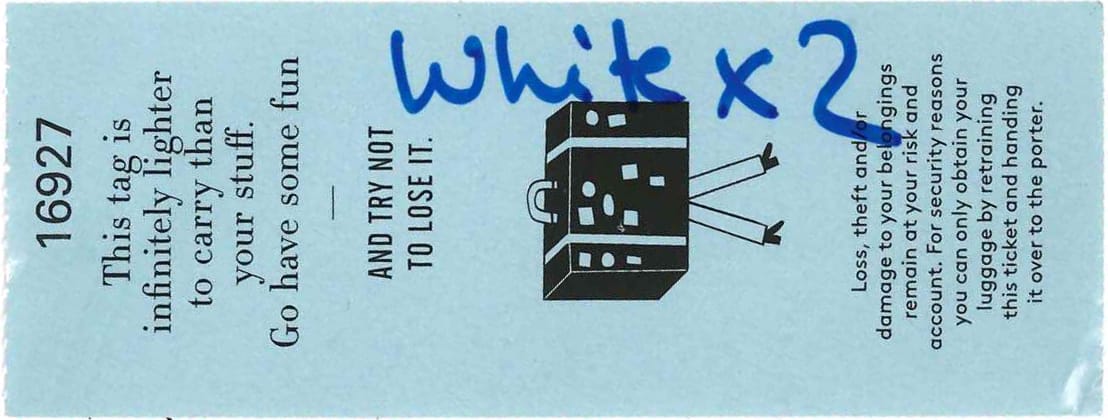 16927
This tag is
infinitely lighter
to carry than
your stuff.
Go have some fun
AND TRY NOT
TO LOSE IT.
White x 2
Loss, theft and/or
damage to your belongings
remain at your risk and
account. For security reasons
you can only obtain your
luggage by retraining
this ticket and handing
it over to the porter.